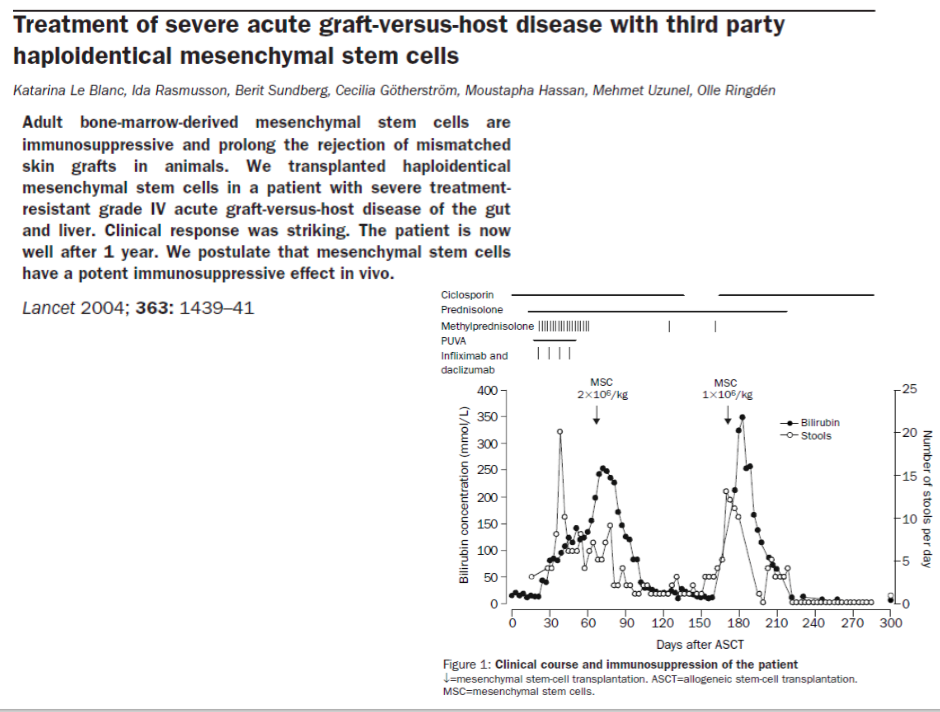 Treatment of severe acute graft-versus-host disease with third party
haploidentical mesenchymal stem cells
Katarina Le Blanc, Ida Rasmusson, Berit Sundberg, Cecilia Götherström, Moustapha Hassan, Mehmet Uzunel, Olle Ringdén
Adult bone-marrow-derived mesenchymal stem cells are
immunosuppressive and prolong the rejection of mismatched
skin grafts in animals. We transplanted haploidentical
mesenchymal stem cells in a patient with severe treatment-
resistant grade IV acute graft-versus-host disease of the gut
and liver. Clinical response was striking. The patient is now
well after 1 year. We postulate that mesenchymal stem cells
have a potent immunosuppressive effect in vivo.
Lancet 2004; 363: 1439–41
Ciclosporin
Prednisolone
Methylprednisolone
PUVA
Infliximab and
daclizumab
MSC
2×10⁶/kg
MSC
1×10⁶/kg
Bilirubin
Stools
Bilirubin concentration (mmol/L)
400
350
300
250
200
150
100
50
0
25
20
15
10
5
0
Number of stools per day
0 30 60 90 120 150 180 210 240 270 300
Days after ASCT
Figure 1: Clinical course and immunosuppression of the patient
↓=mesenchymal stem-cell transplantation. ASCT=allogeneic stem-cell transplantation.
MSC=mesenchymal stem cells.